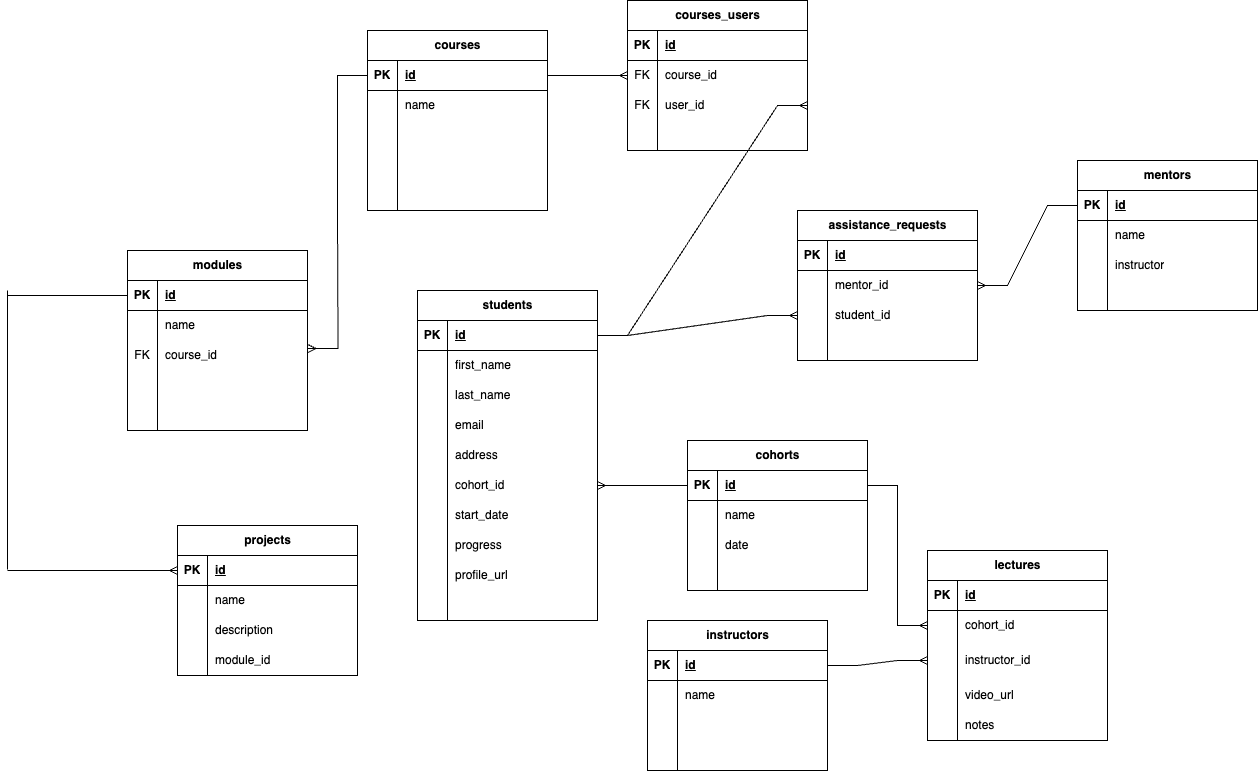 courses_users
PK id
FK course_id
FK user_id
courses
PK id
name
mentors
PK id
name
instructor
assistance_requests
PK id
mentor_id
student_id
modules
PK id
name
FK course_id
students
PK id
first_name
last_name
email
address
cohort_id
start_date
progress
profile_url
cohorts
PK id
name
date
projects
PK id
name
description
module_id
lectures
PK id
cohort_id
instructor_id
video_url
notes
instructors
PK id
name